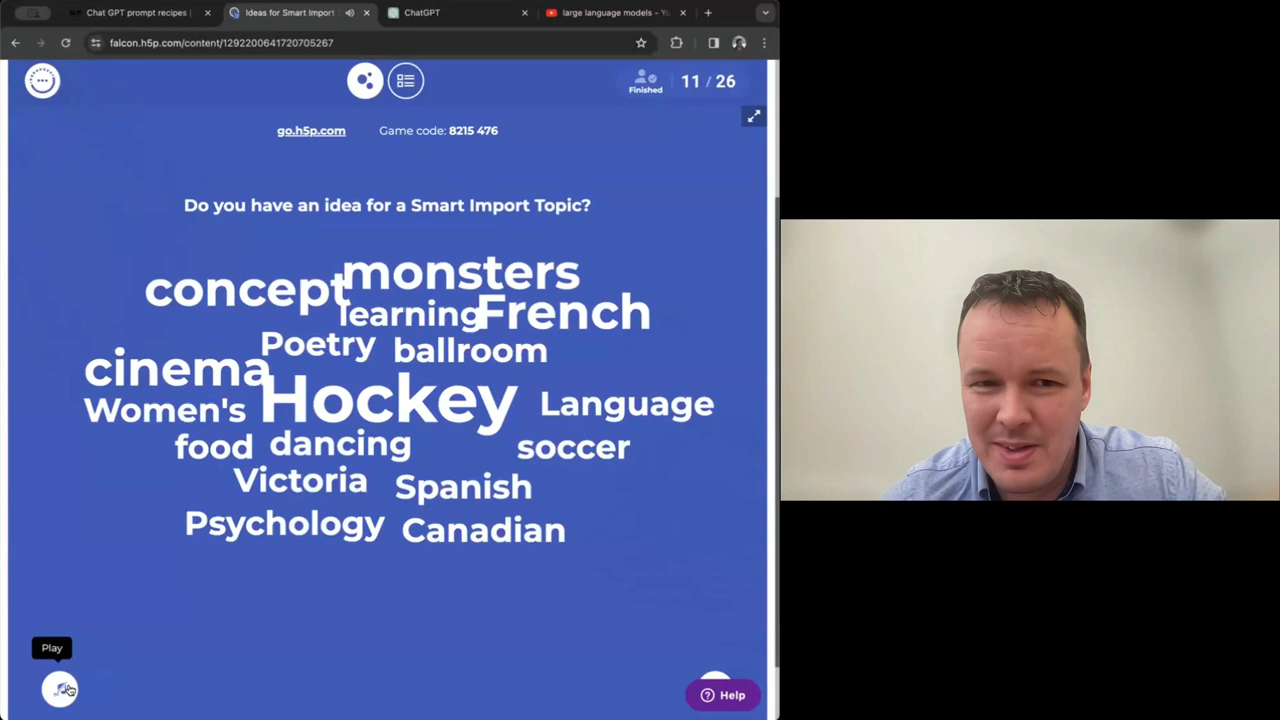 Chat GPT prompt recipes |
Ideas for Smart Import
ChatGPT
large language models - Yu
falcon.h5p.com/content/1292200641720705267
Finished
11 / 26
go.h5p.com
Game code: 8215 476
Do you have an idea for a Smart Import Topic?
monsters
concept
learning
French
Poetry
ballroom
cinema
Hockey
Women's
Language
food
dancing
soccer
Victoria
Spanish
Psychology
Canadian
Play
Help